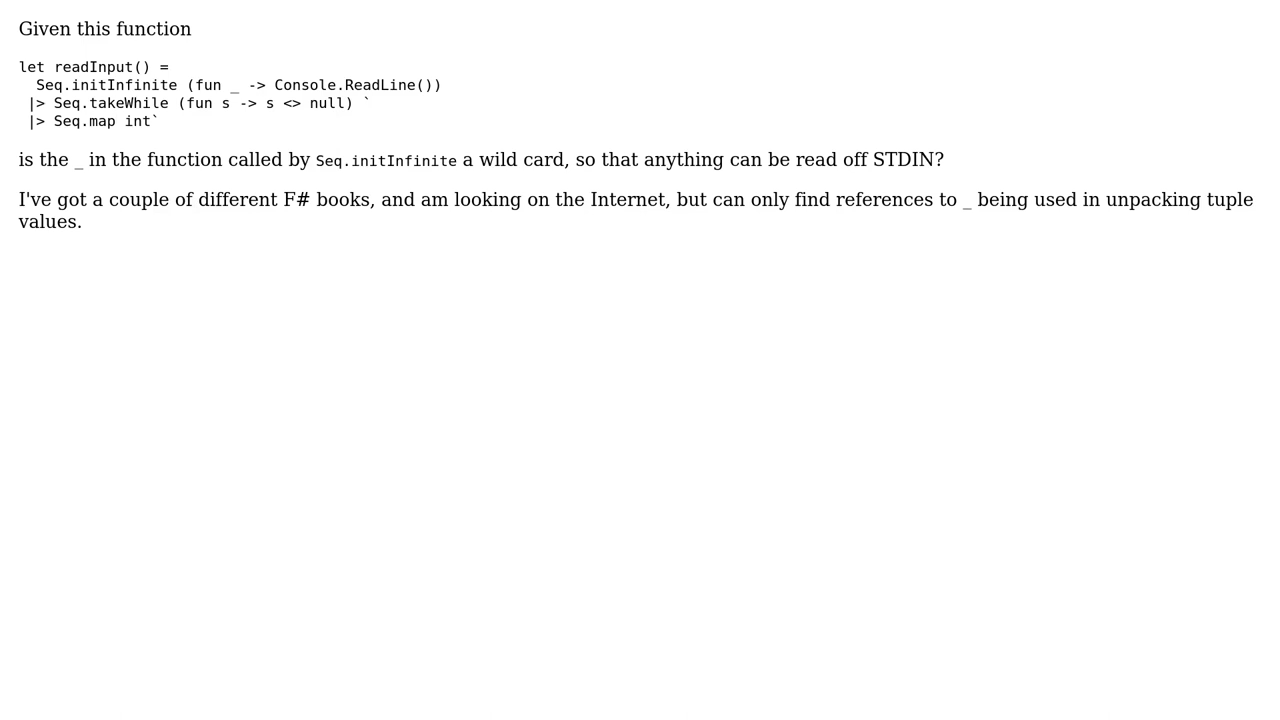 Given this function
let readInput() =
  Seq.initInfinite (fun _ -> Console.ReadLine())
 |> Seq.takeWhile (fun s -> s <> null) `
 |> Seq.map int`
is the _ in the function called by Seq.initInfinite a wild card, so that anything can be read off STDIN?
I've got a couple of different F# books, and am looking on the Internet, but can only find references to _ being used in unpacking tuple
values.